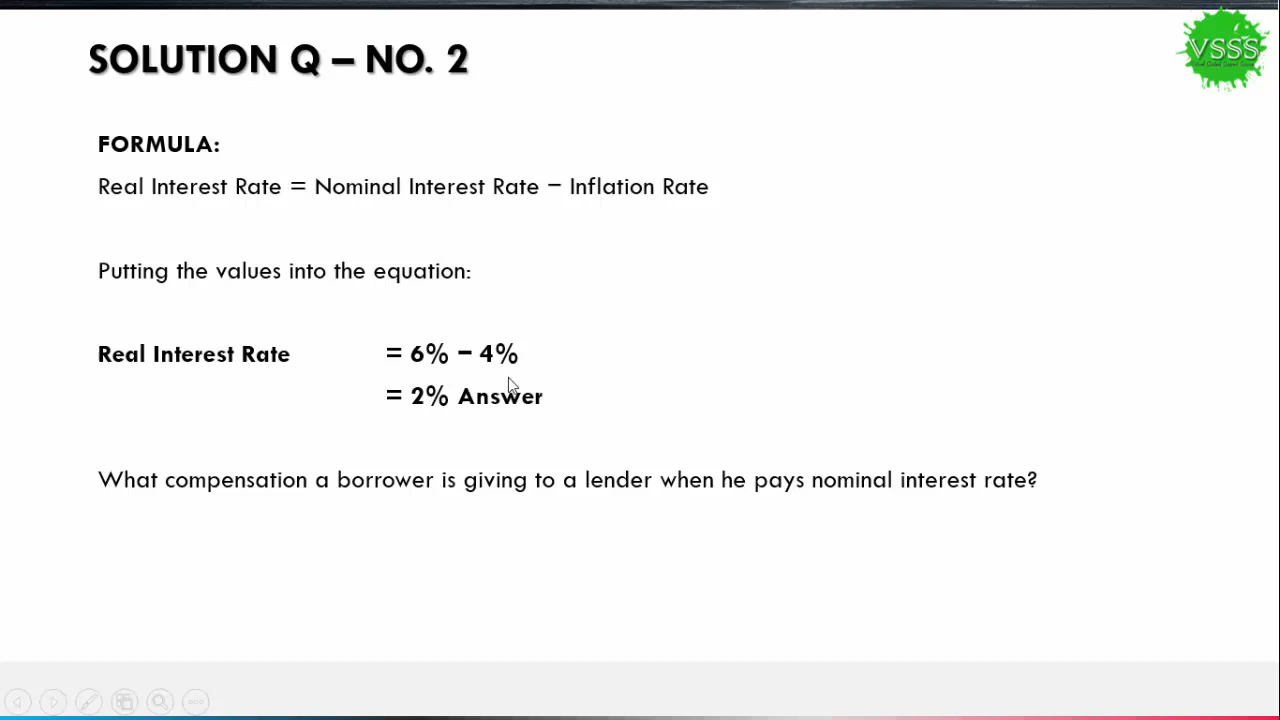 SOLUTION Q – NO. 2
VSSS
FORMULA:
Real Interest Rate = Nominal Interest Rate − Inflation Rate
Putting the values into the equation:
Real Interest Rate = 6% − 4%
= 2% Answer
What compensation a borrower is giving to a lender when he pays nominal interest rate?